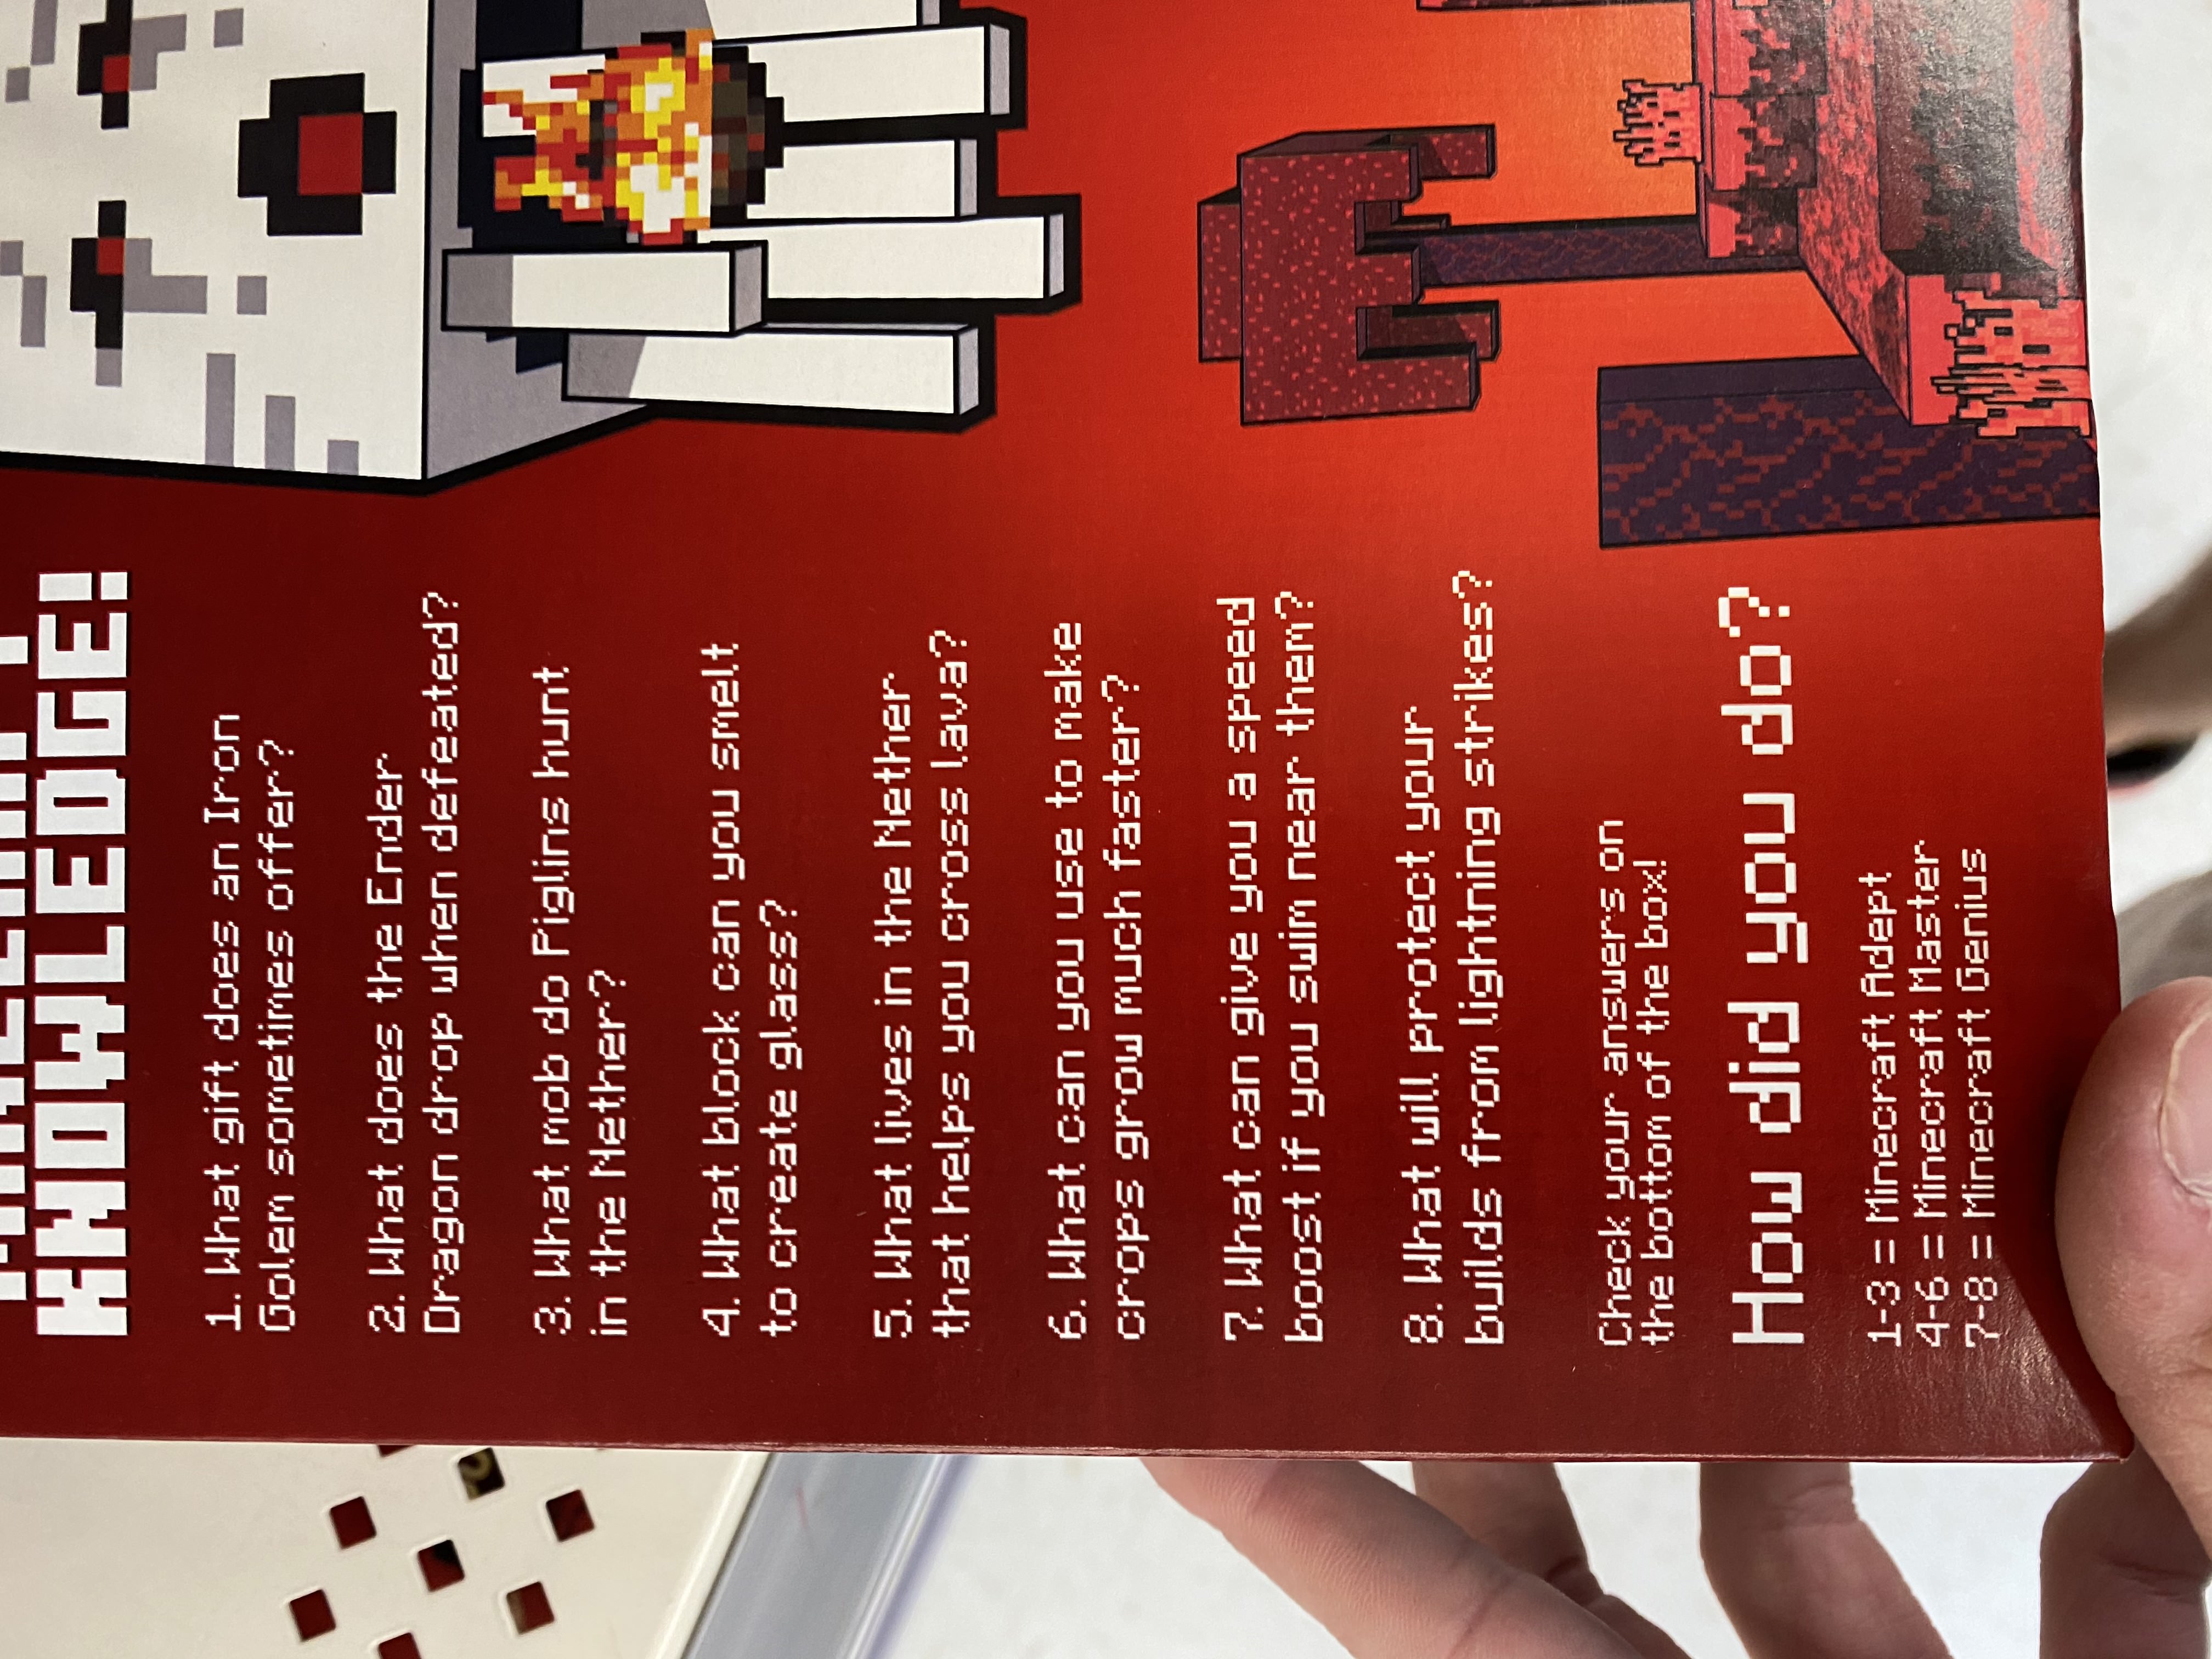 MINECRAFT
KNOWLEDGE!
1. What gift does an Iron
Golem sometimes offer?
2. What does the Ender
Dragon drop when defeated?
3. What mob do Piglins hunt
in the Nether?
4. What block can you smelt
to create glass?
5. What lives in the Nether
that helps you cross lava?
6. What can you use to make
crops grow much faster?
7. What can give you a speed
boost if you swim near them?
8. What will protect your
builds from lightning strikes?
Check your answers on
the bottom of the box!
How did you do?
1-3 = Minecraft Adept
4-6 = Minecraft Master
7-8 = Minecraft Genius